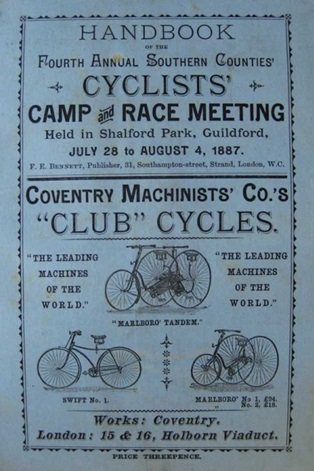 HANDBOOK
OF THE
FOURTH ANNUAL SOUTHERN COUNTIES'
CYCLISTS'
CAMP and RACE MEETING
Held in Shalford Park, Guildford,
JULY 28 to AUGUST 4, 1887.
F. E. BENNETT, Publisher, 31, Southampton-street, Strand, London, W.C.
COVENTRY MACHINISTS' CO.'S
"CLUB" CYCLES.
"THE LEADING
MACHINES
OF THE
WORLD."
"THE LEADING
MACHINES
OF THE
WORLD."
"MARLBORO' TANDEM."
SWIFT No. 1.
MARLBORO' No 1, £24.
" No. 2, £18.
Works: Coventry.
London: 15 & 16, Holborn Viaduct.
PRICE THREEPENCE.